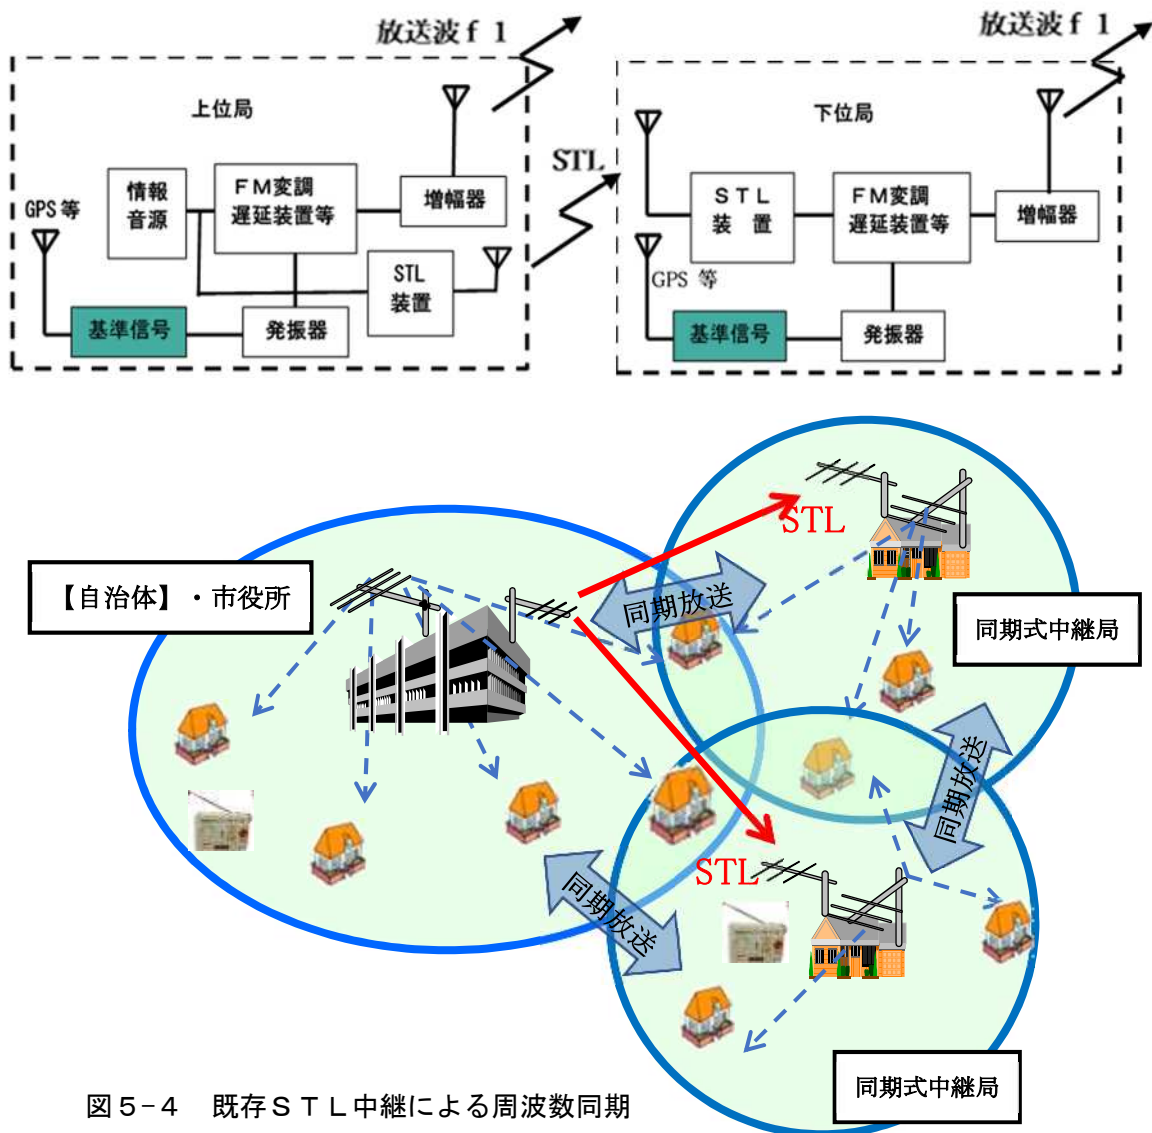 放送波ｆ１
上位局
GPS等
情報
音源
ＦＭ変調
遅延装置等
増幅器
STL
装置
基準信号
発振器
STL
放送波ｆ１
下位局
ＳＴＬ
装　置
ＦＭ変調
遅延装置等
増幅器
GPS 等
基準信号
発振器
【自治体】・市役所
STL
同期放送
同期式中継局
同期放送
STL
同期放送
同期式中継局
図５-４　既存ＳＴＬ中継による周波数同期